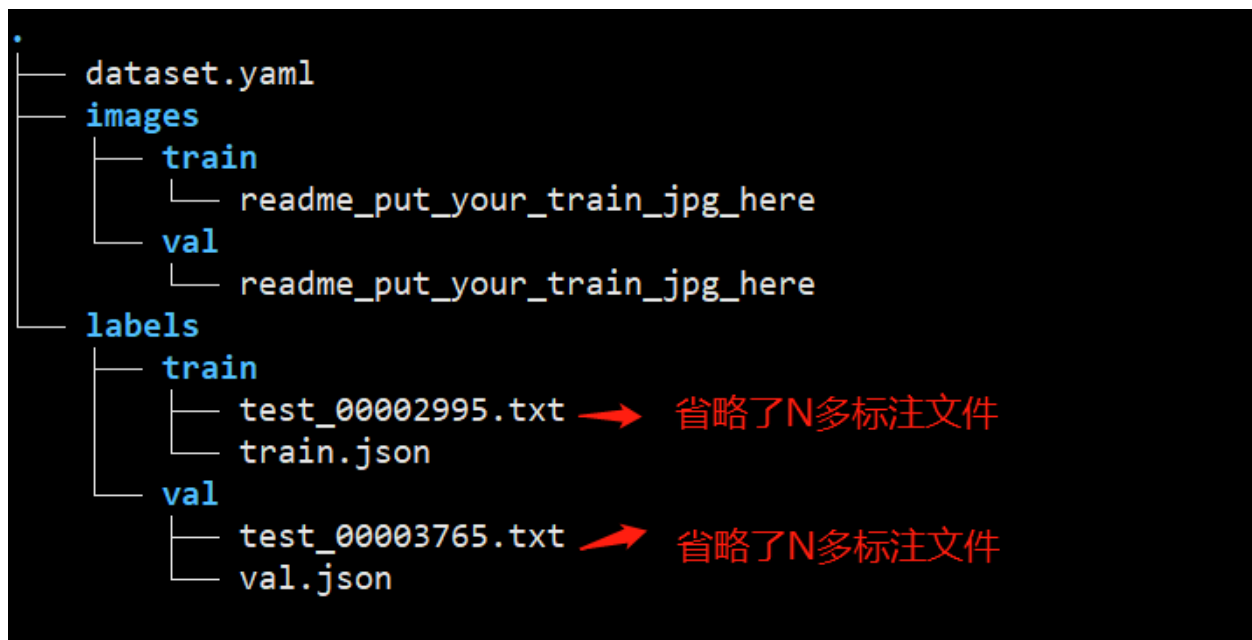 .
dataset.yaml
images
train
readme_put_your_train_jpg_here
val
readme_put_your_train_jpg_here
labels
train
test_00002995.txt 省略了N多标注文件
train.json
val
test_00003765.txt 省略了N多标注文件
val.json